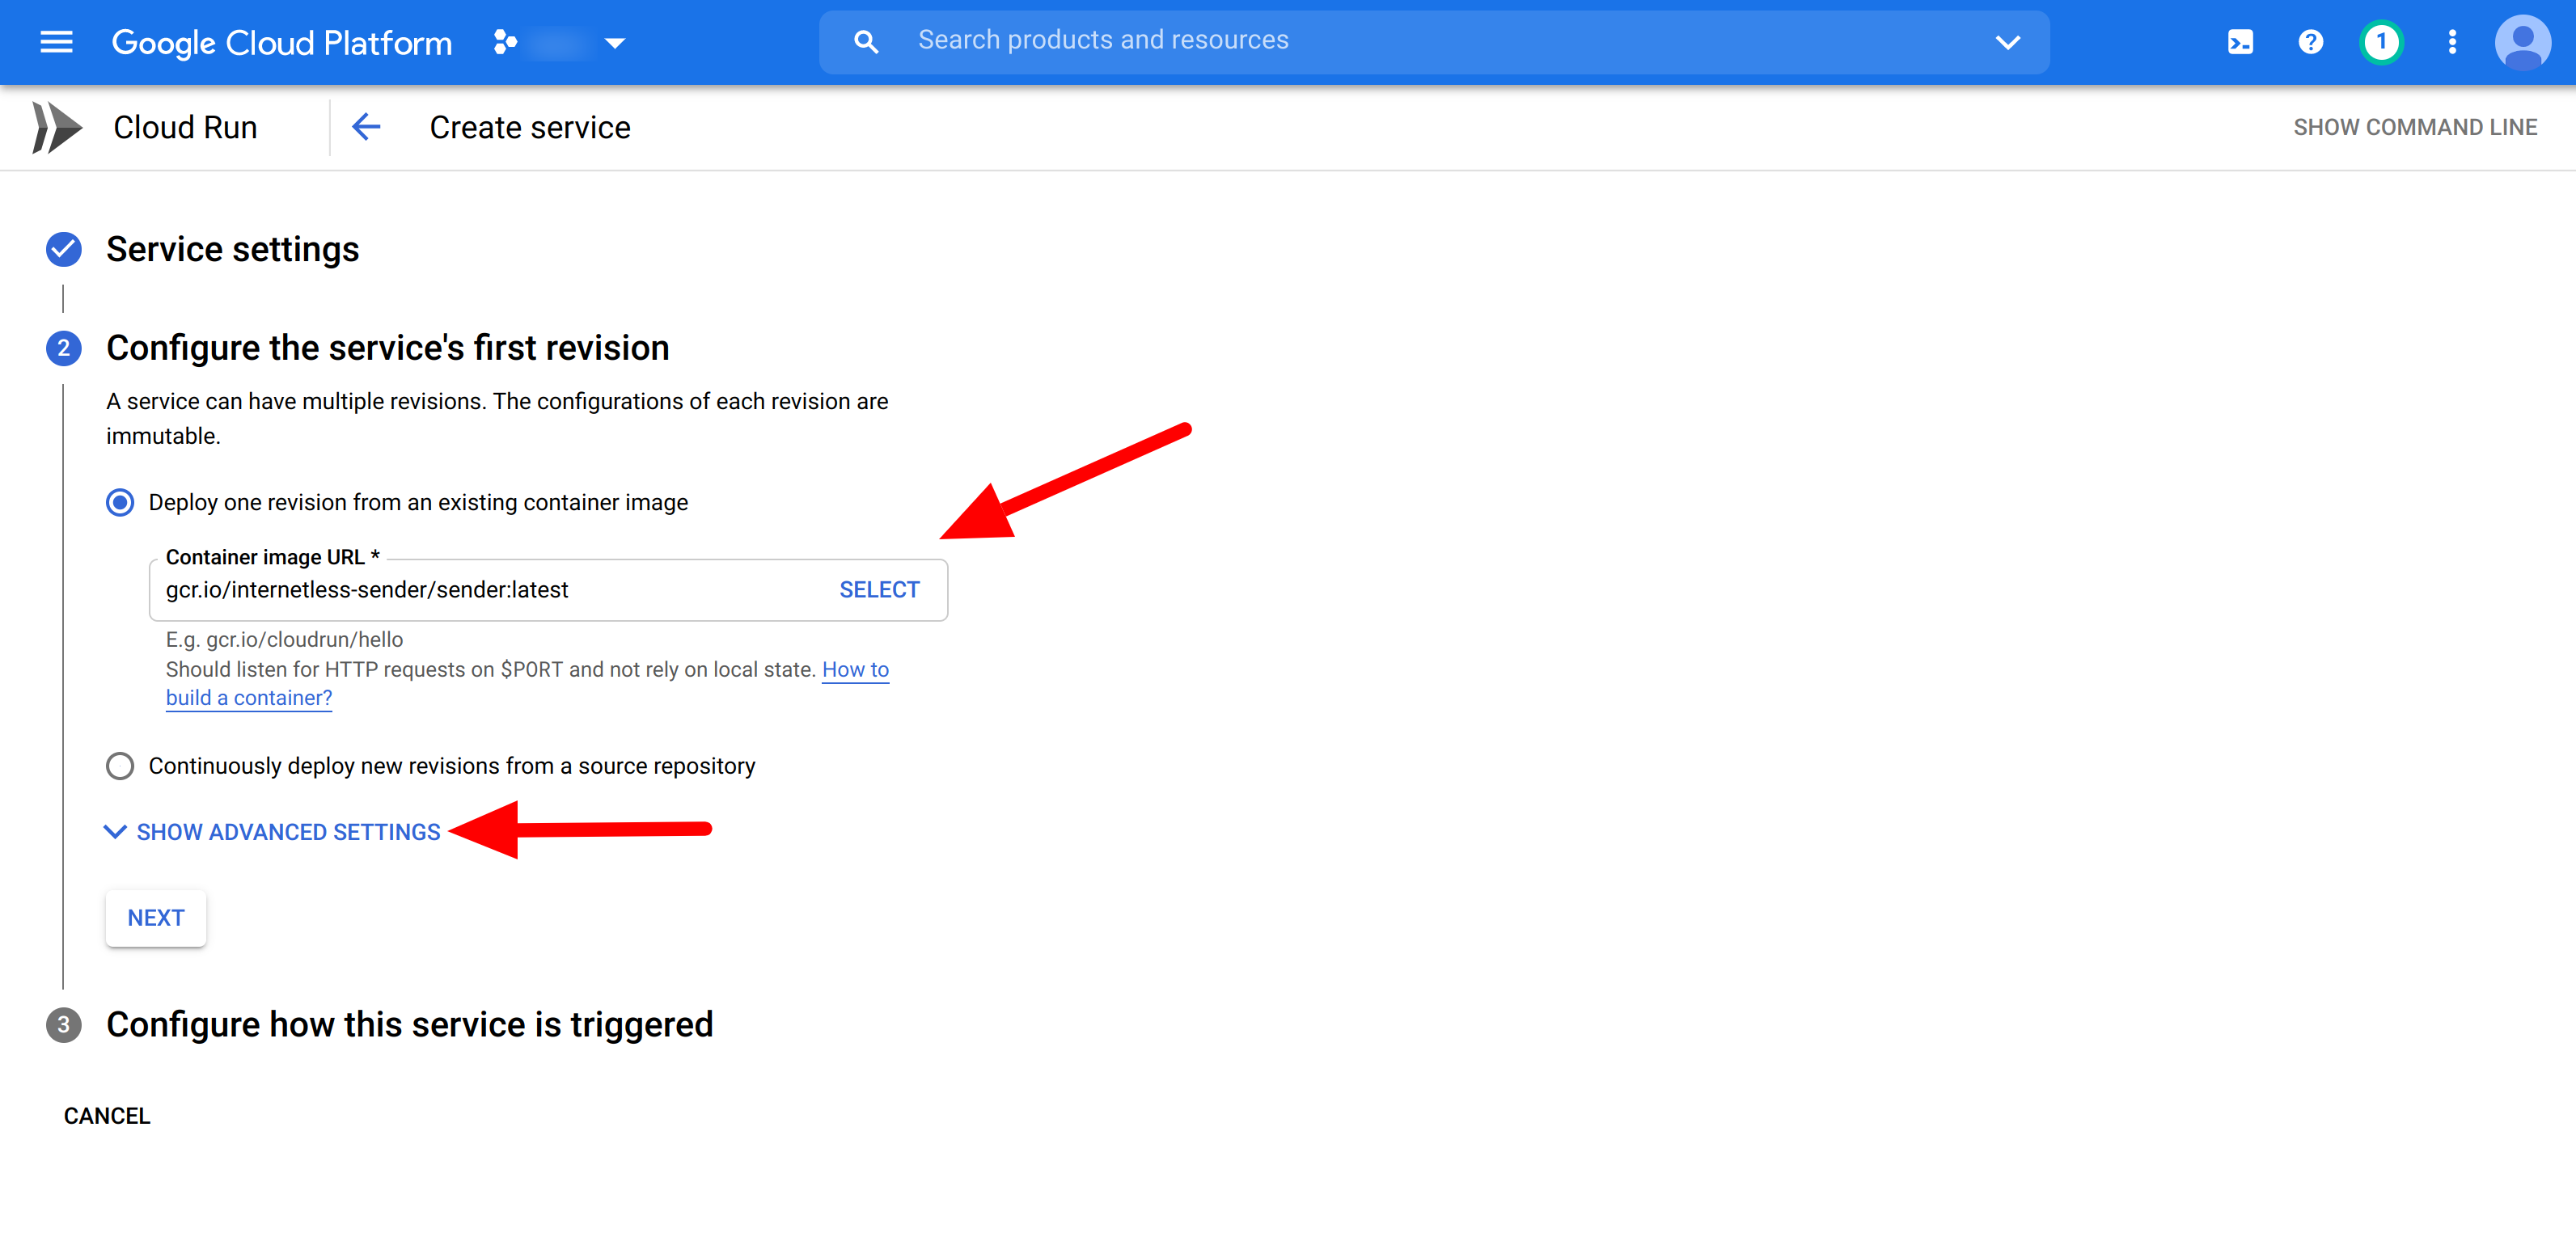 Google Cloud Platform
Search products and resources
1
Cloud Run
Create service
SHOW COMMAND LINE
Service settings
2
Configure the service's first revision
A service can have multiple revisions. The configurations of each revision are
immutable.
Deploy one revision from an existing container image
Container image URL *
gcr.io/internetless-sender/sender:latest
SELECT
E.g. gcr.io/cloudrun/hello
Should listen for HTTP requests on $PORT and not rely on local state. How to
build a container?
Continuously deploy new revisions from a source repository
SHOW ADVANCED SETTINGS
NEXT
3
Configure how this service is triggered
CANCEL